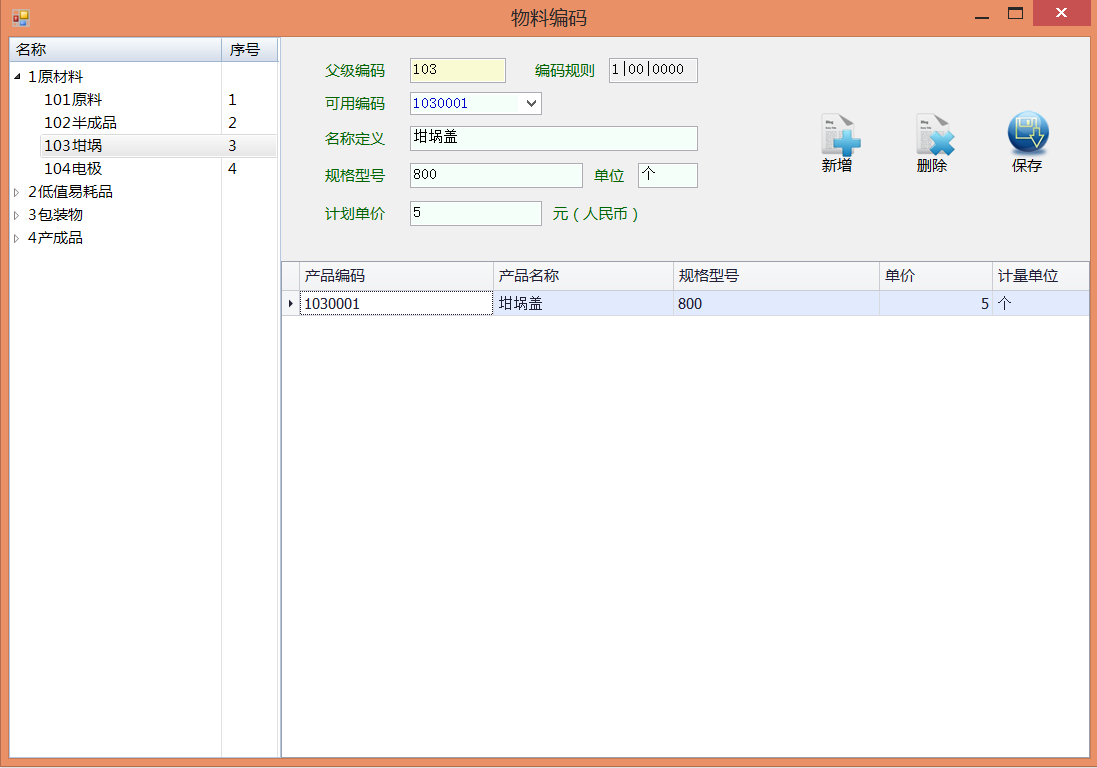 物料编码
名称 序号
1原材料
101原料 1
102半成品 2
103坩埚 3
104电极 4
2低值易耗品
3包装物
4产成品
父级编码 103 编码规则 1|00|0000
可用编码 1030001
名称定义 坩埚盖
规格型号 800 单位 个
计划单价 5 元（人民币）
新增 删除 保存
产品编码 产品名称 规格型号 单价 计量单位
1030001 坩埚盖 800 5 个